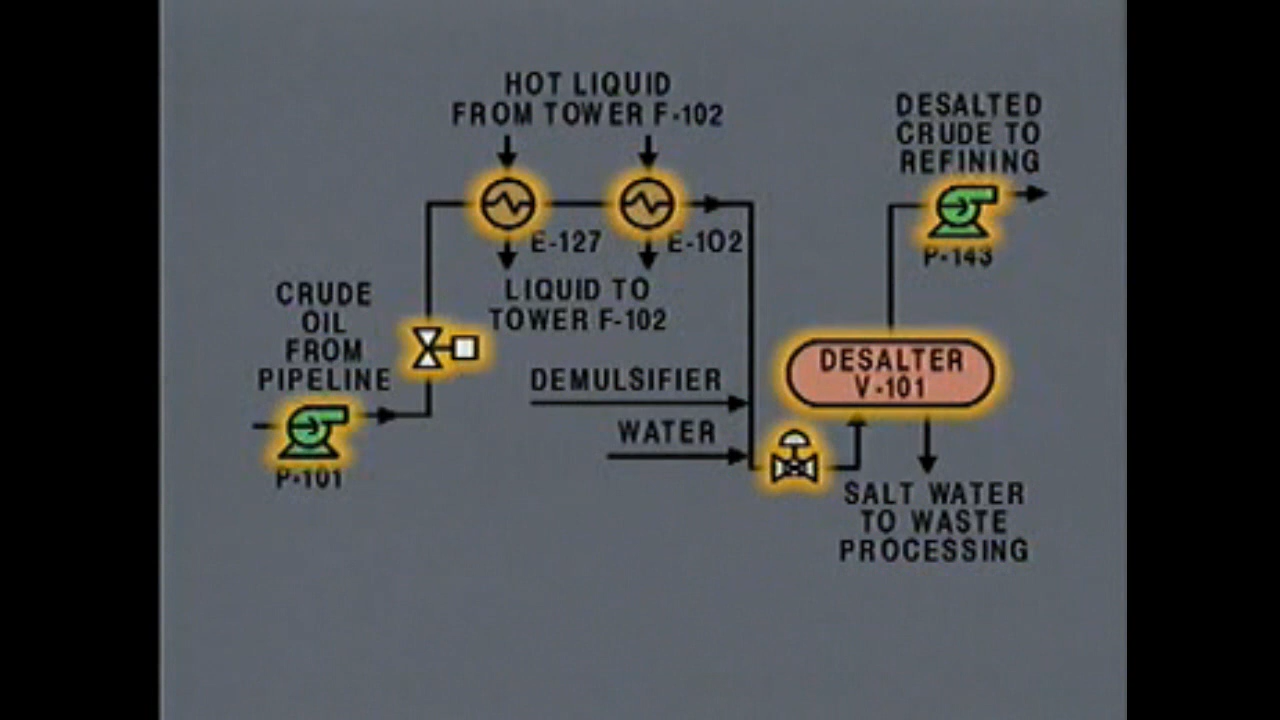 HOT LIQUID
FROM TOWER F-102
DESALTED
CRUDE TO
REFINING
E-127
E-102
P-143
CRUDE
OIL
FROM
PIPELINE
LIQUID TO
TOWER F-102
DEMULSIFIER
WATER
DESALTER
V-101
P-101
SALT WATER
TO WASTE
PROCESSING